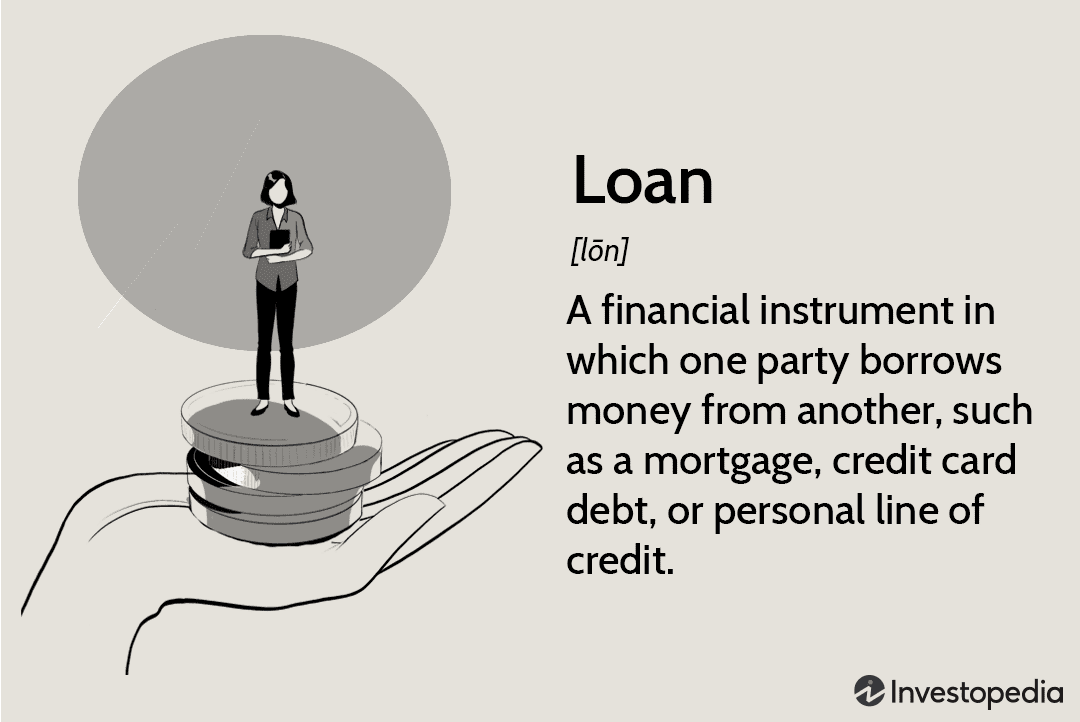 Loan
[lōn]
A financial instrument in
which one party borrows
money from another, such
as a mortgage, credit card
debt, or personal line of
credit.
Investopedia